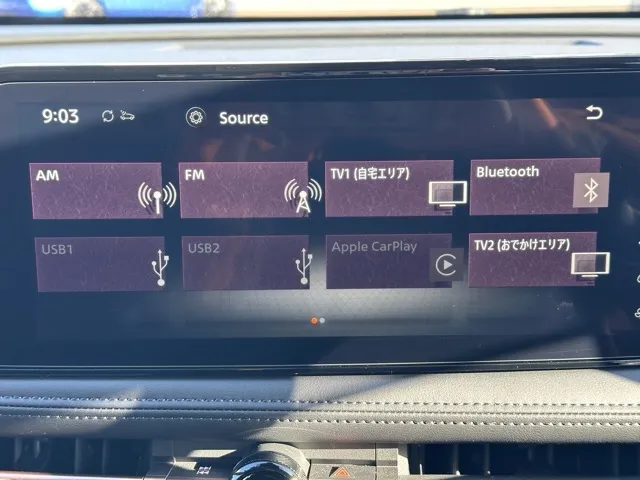 9:03
Source
AM
FM
TV1 (自宅エリア)
Bluetooth
USB1
USB2
Apple CarPlay
TV2 (おでかけエリア)